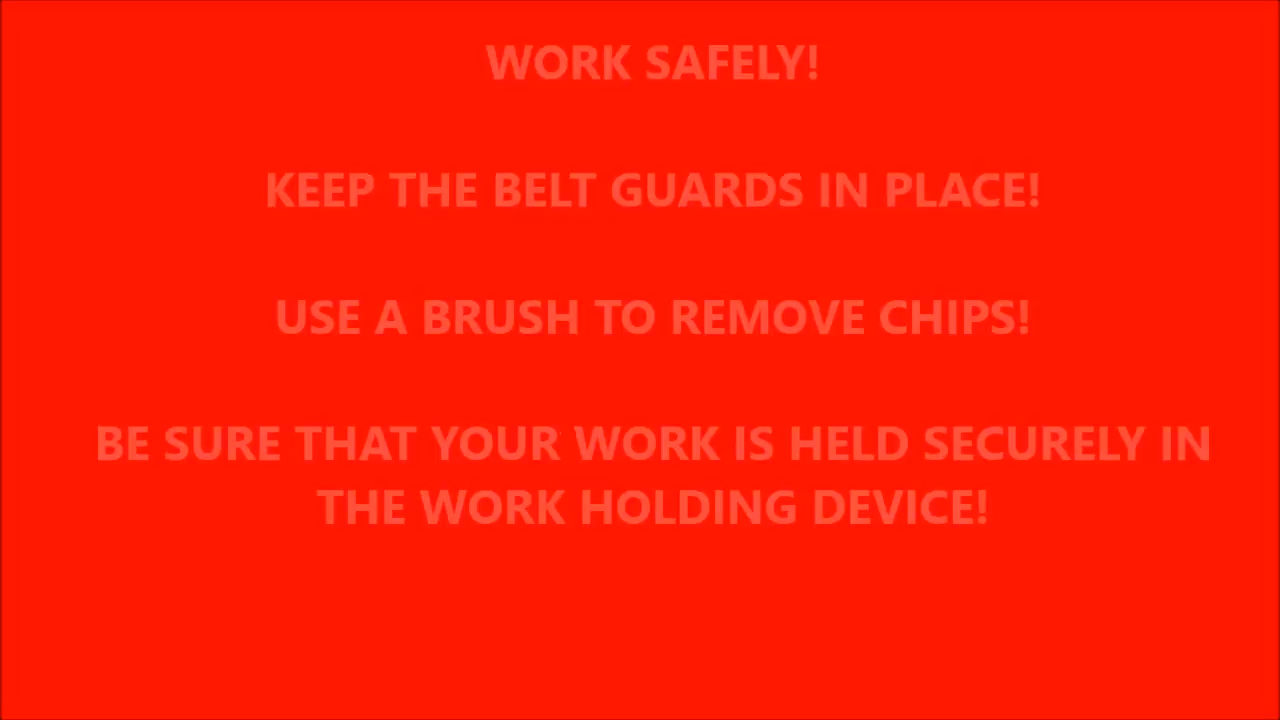 WORK SAFELY!
KEEP THE BELT GUARDS IN PLACE!
USE A BRUSH TO REMOVE CHIPS!
BE SURE THAT YOUR WORK IS HELD SECURELY IN
THE WORK HOLDING DEVICE!